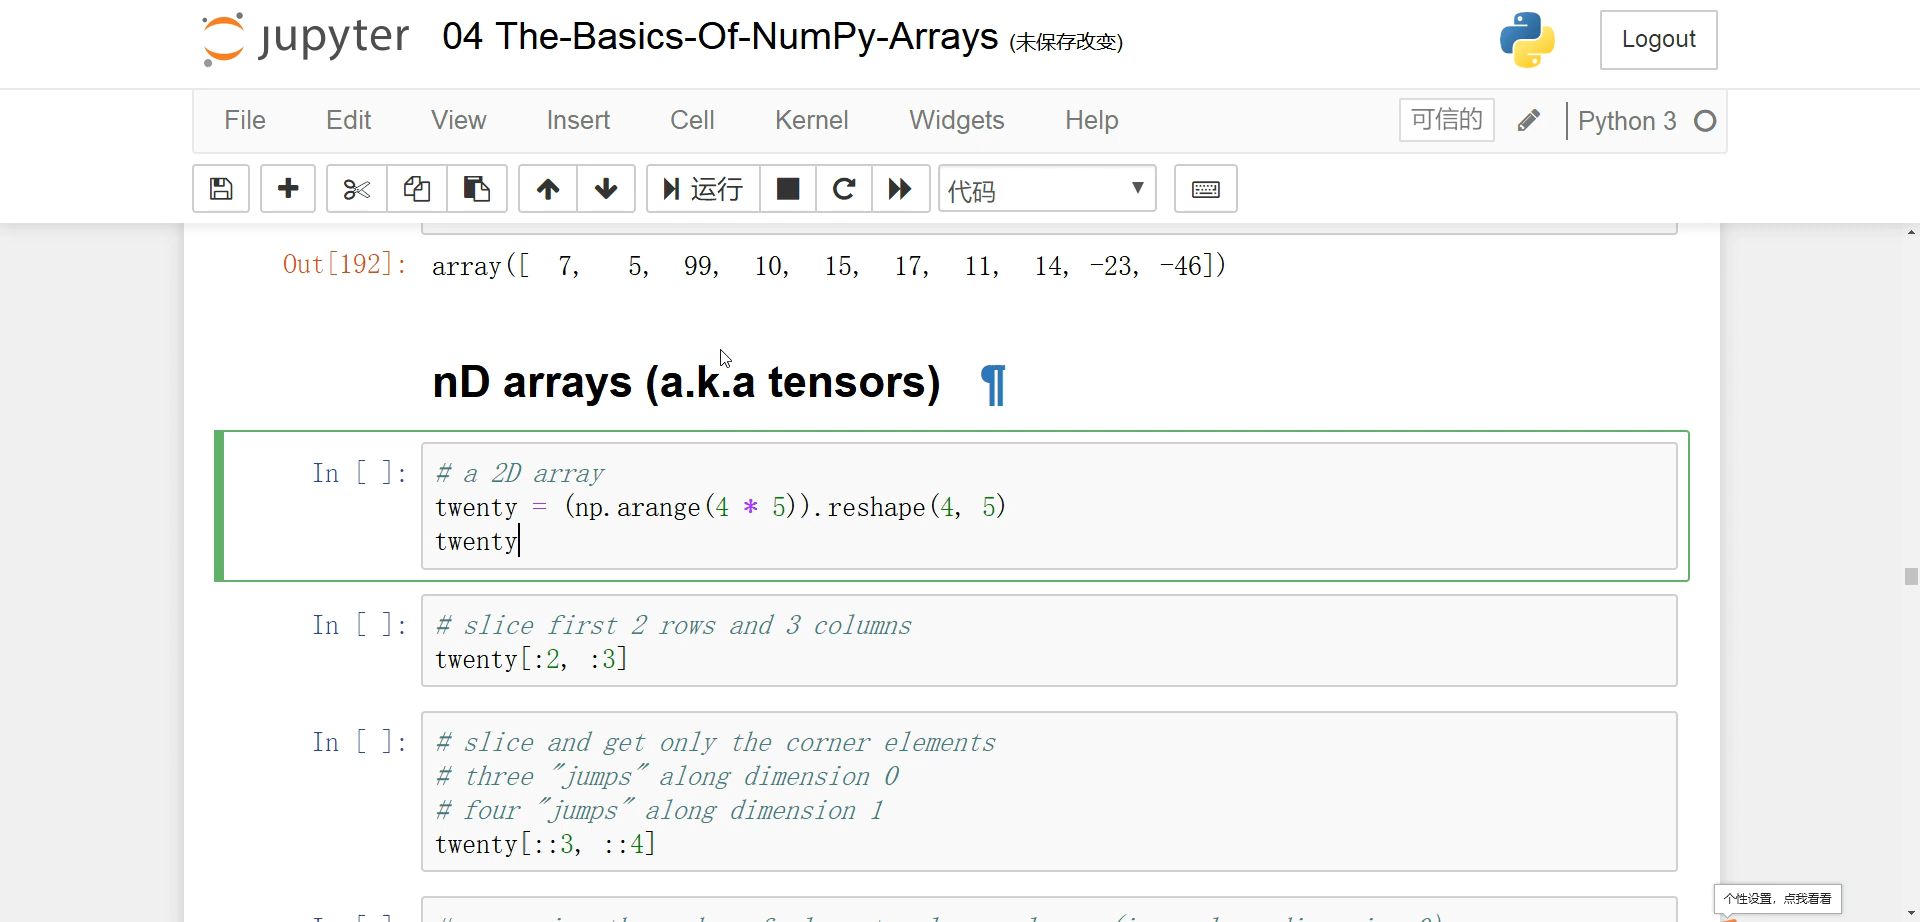 jupyter 04 The-Basics-Of-NumPy-Arrays (未保存改变) Logout
File Edit View Insert Cell Kernel Widgets Help 可信的 Python 3
运行 代码
Out[192]: array([ 7, 5, 99, 10, 15, 17, 11, 14, -23, -46])
nD arrays (a.k.a tensors) ¶
In [ ]: # a 2D array
twenty = (np.arange(4 * 5)).reshape(4, 5)
twenty
In [ ]: # slice first 2 rows and 3 columns
twenty[:2, :3]
In [ ]: # slice and get only the corner elements
# three "jumps" along dimension 0
# four "jumps" along dimension 1
twenty[::3, ::4]
个性设置，点我看看